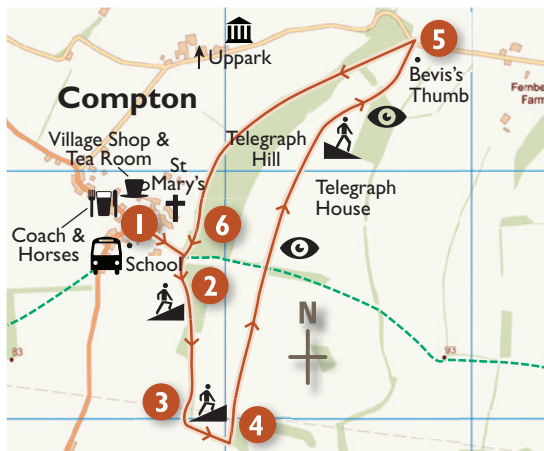 Uppark
5
Bevis's
Thumb
Compton
Village Shop &
Tea Room
St
Mary's
Telegraph
Hill
Telegraph
House
1
6
Coach &
Horses
School
2
N
3
4
83
93